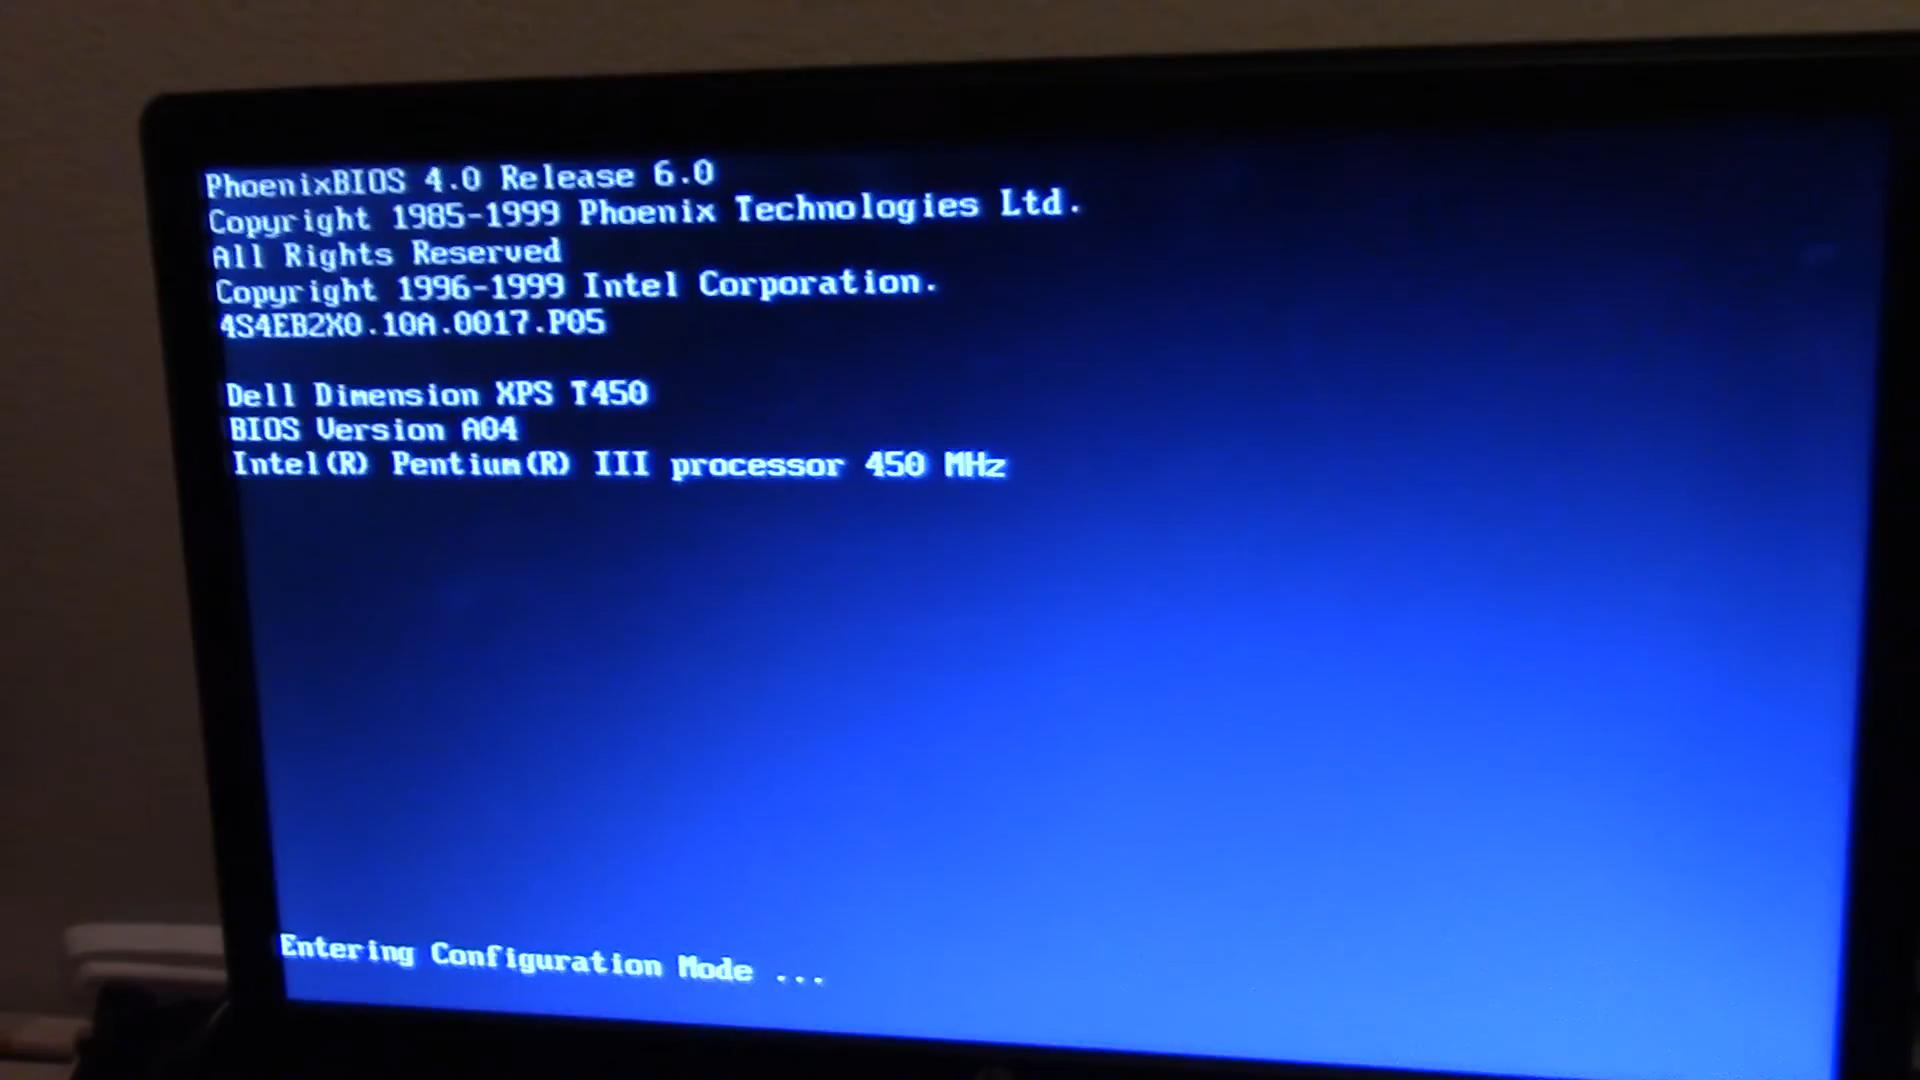 PhoenixBIOS 4.0 Release 6.0
Copyright 1985-1999 Phoenix Technologies Ltd.
All Rights Reserved
Copyright 1996-1999 Intel Corporation.
4S4EB2X0.10A.0017.P05
Dell Dimension XPS T450
BIOS Version A04
Intel(R) Pentium(R) III processor 450 MHz
Entering Configuration Mode ...